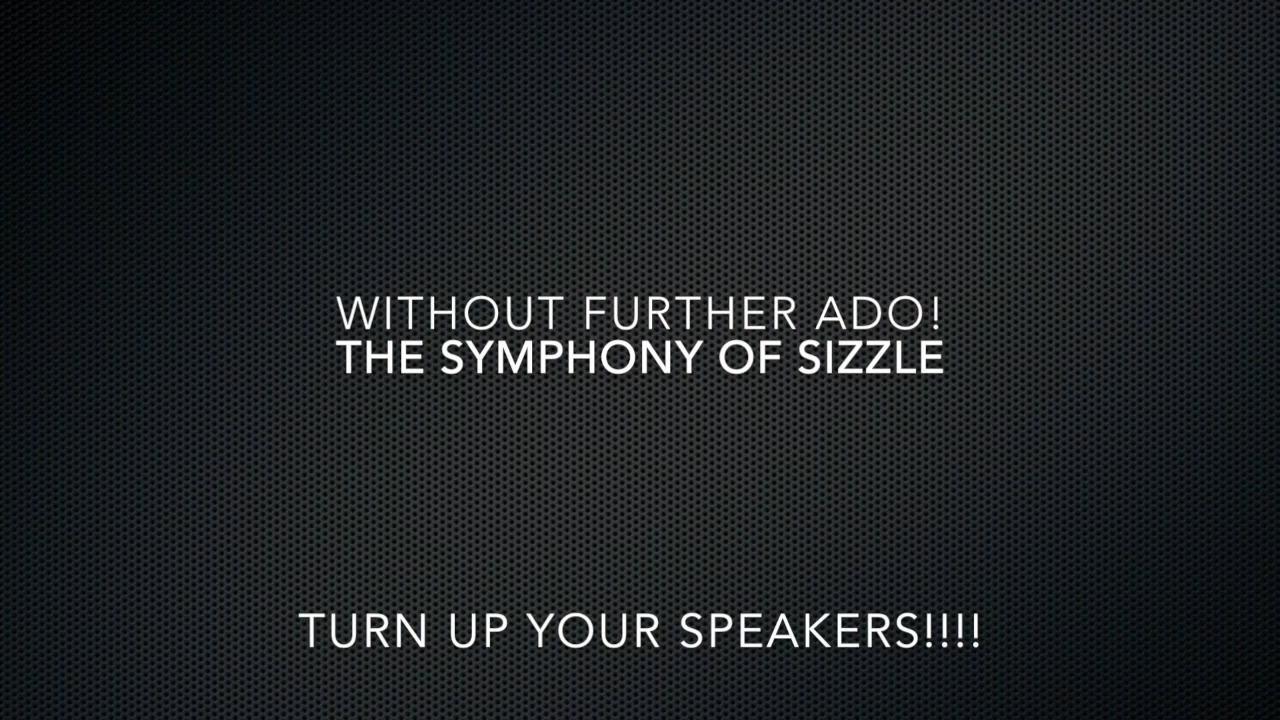 WITHOUT FURTHER ADO!
THE SYMPHONY OF SIZZLE
TURN UP YOUR SPEAKERS!!!!